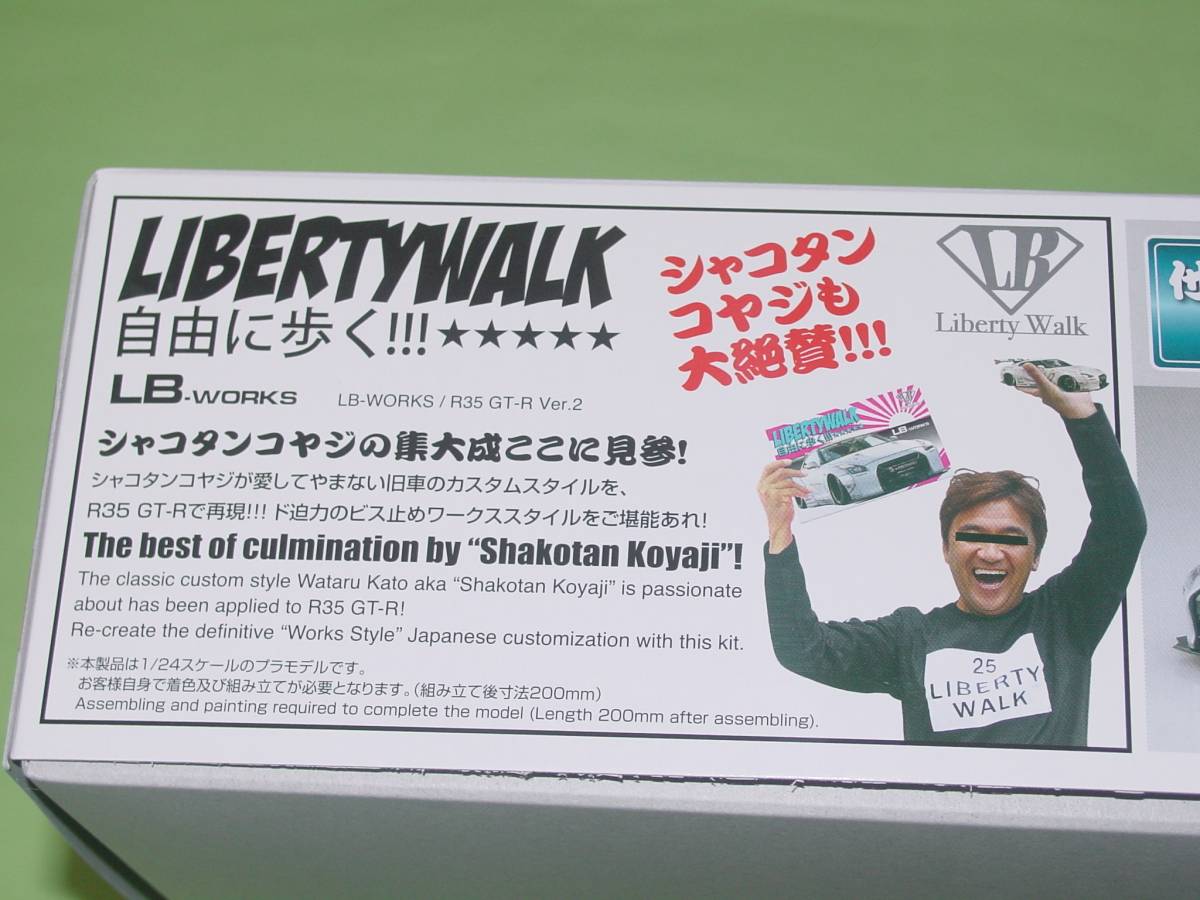 LIBERTYWALK
自由に歩く!!!★★★★★
LB-WORKS
LB-WORKS / R35 GT-R Ver.2
シャコタンコヤジの集大成ここに見参!
シャコタンコヤジが愛してやまない旧車のカスタムスタイルを、
R35 GT-Rで再現!!! ド迫力のビス止めワークススタイルをご堪能あれ!
The best of culmination by “Shakotan Koyaji”!
The classic custom style Wataru Kato aka “Shakotan Koyaji” is passionate
about has been applied to R35 GT-R!
Re-create the definitive “Works Style” Japanese customization with this kit.
※本製品は1/24スケールのプラモデルです。
お客様自身で着色及び組み立てが必要となります。(組み立て後寸法200mm)
Assembling and painting required to complete the model (Length 200mm after assembling).
シャコタン
コヤジも
大絶賛!!!
LB
Liberty Walk
LIBERTYWALK
自由に歩く!!!
LB-WORKS
25
LIBERTY
WALK